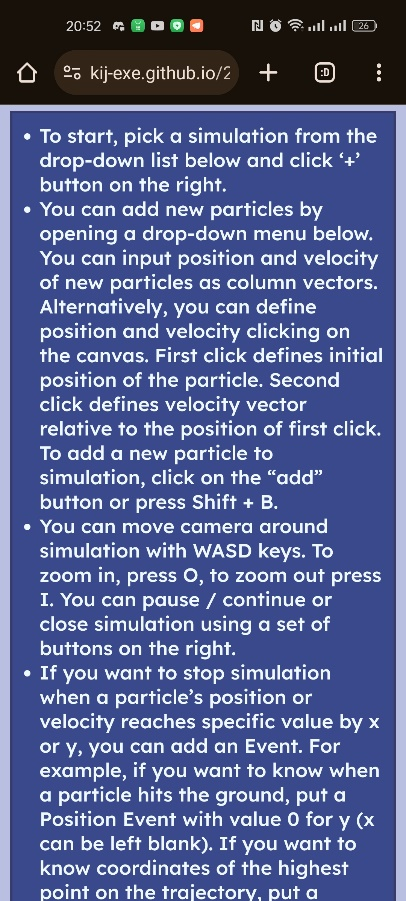 20:52
26
kij-exe.github.io/2
:D
• To start, pick a simulation from the
drop-down list below and click ‘+’
button on the right.
• You can add new particles by
opening a drop-down menu below.
You can input position and velocity
of new particles as column vectors.
Alternatively, you can define
position and velocity clicking on
the canvas. First click defines initial
position of the particle. Second
click defines velocity vector
relative to the position of first click.
To add a new particle to
simulation, click on the “add”
button or press Shift + B.
• You can move camera around
simulation with WASD keys. To
zoom in, press O, to zoom out press
I. You can pause / continue or
close simulation using a set of
buttons on the right.
• If you want to stop simulation
when a particle’s position or
velocity reaches specific value by x
or y, you can add an Event. For
example, if you want to know when
a particle hits the ground, put a
Position Event with value 0 for y (x
can be left blank). If you want to
know coordinates of the highest
point on the trajectory, put a